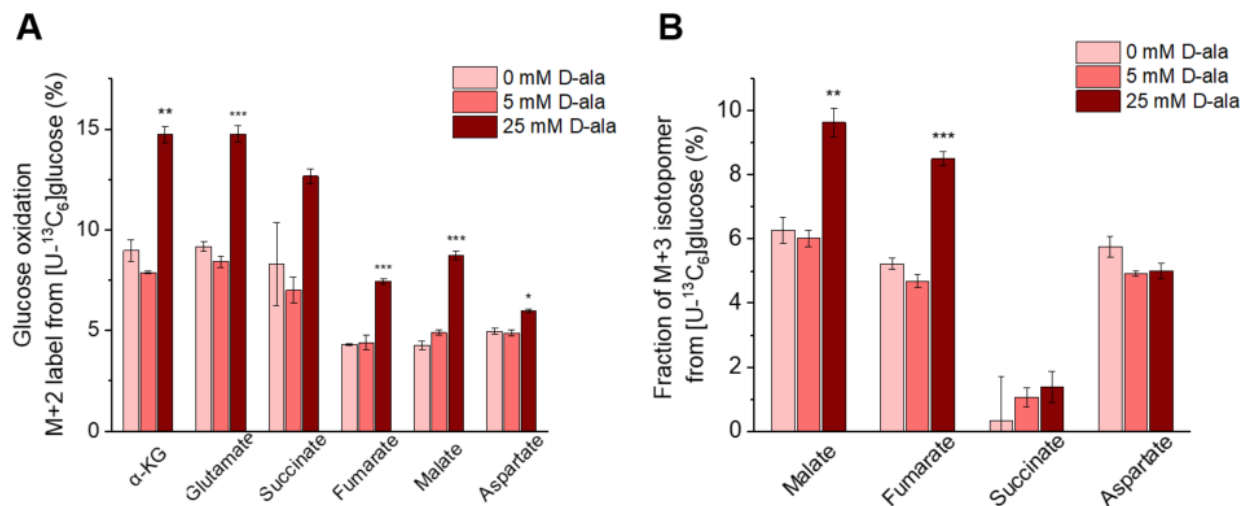 A
Glucose oxidation
M+2 label from [U-¹³C₆]glucose (%)
0
5
10
15
0 mM D-ala
5 mM D-ala
25 mM D-ala
**
***
***
***
*
α-KG
Glutamate
Succinate
Fumarate
Malate
Aspartate
B
Fraction of M+3 isotopomer
from [U-¹³C₆]glucose (%)
0
2
4
6
8
10
0 mM D-ala
5 mM D-ala
25 mM D-ala
**
***
Malate
Fumarate
Succinate
Aspartate